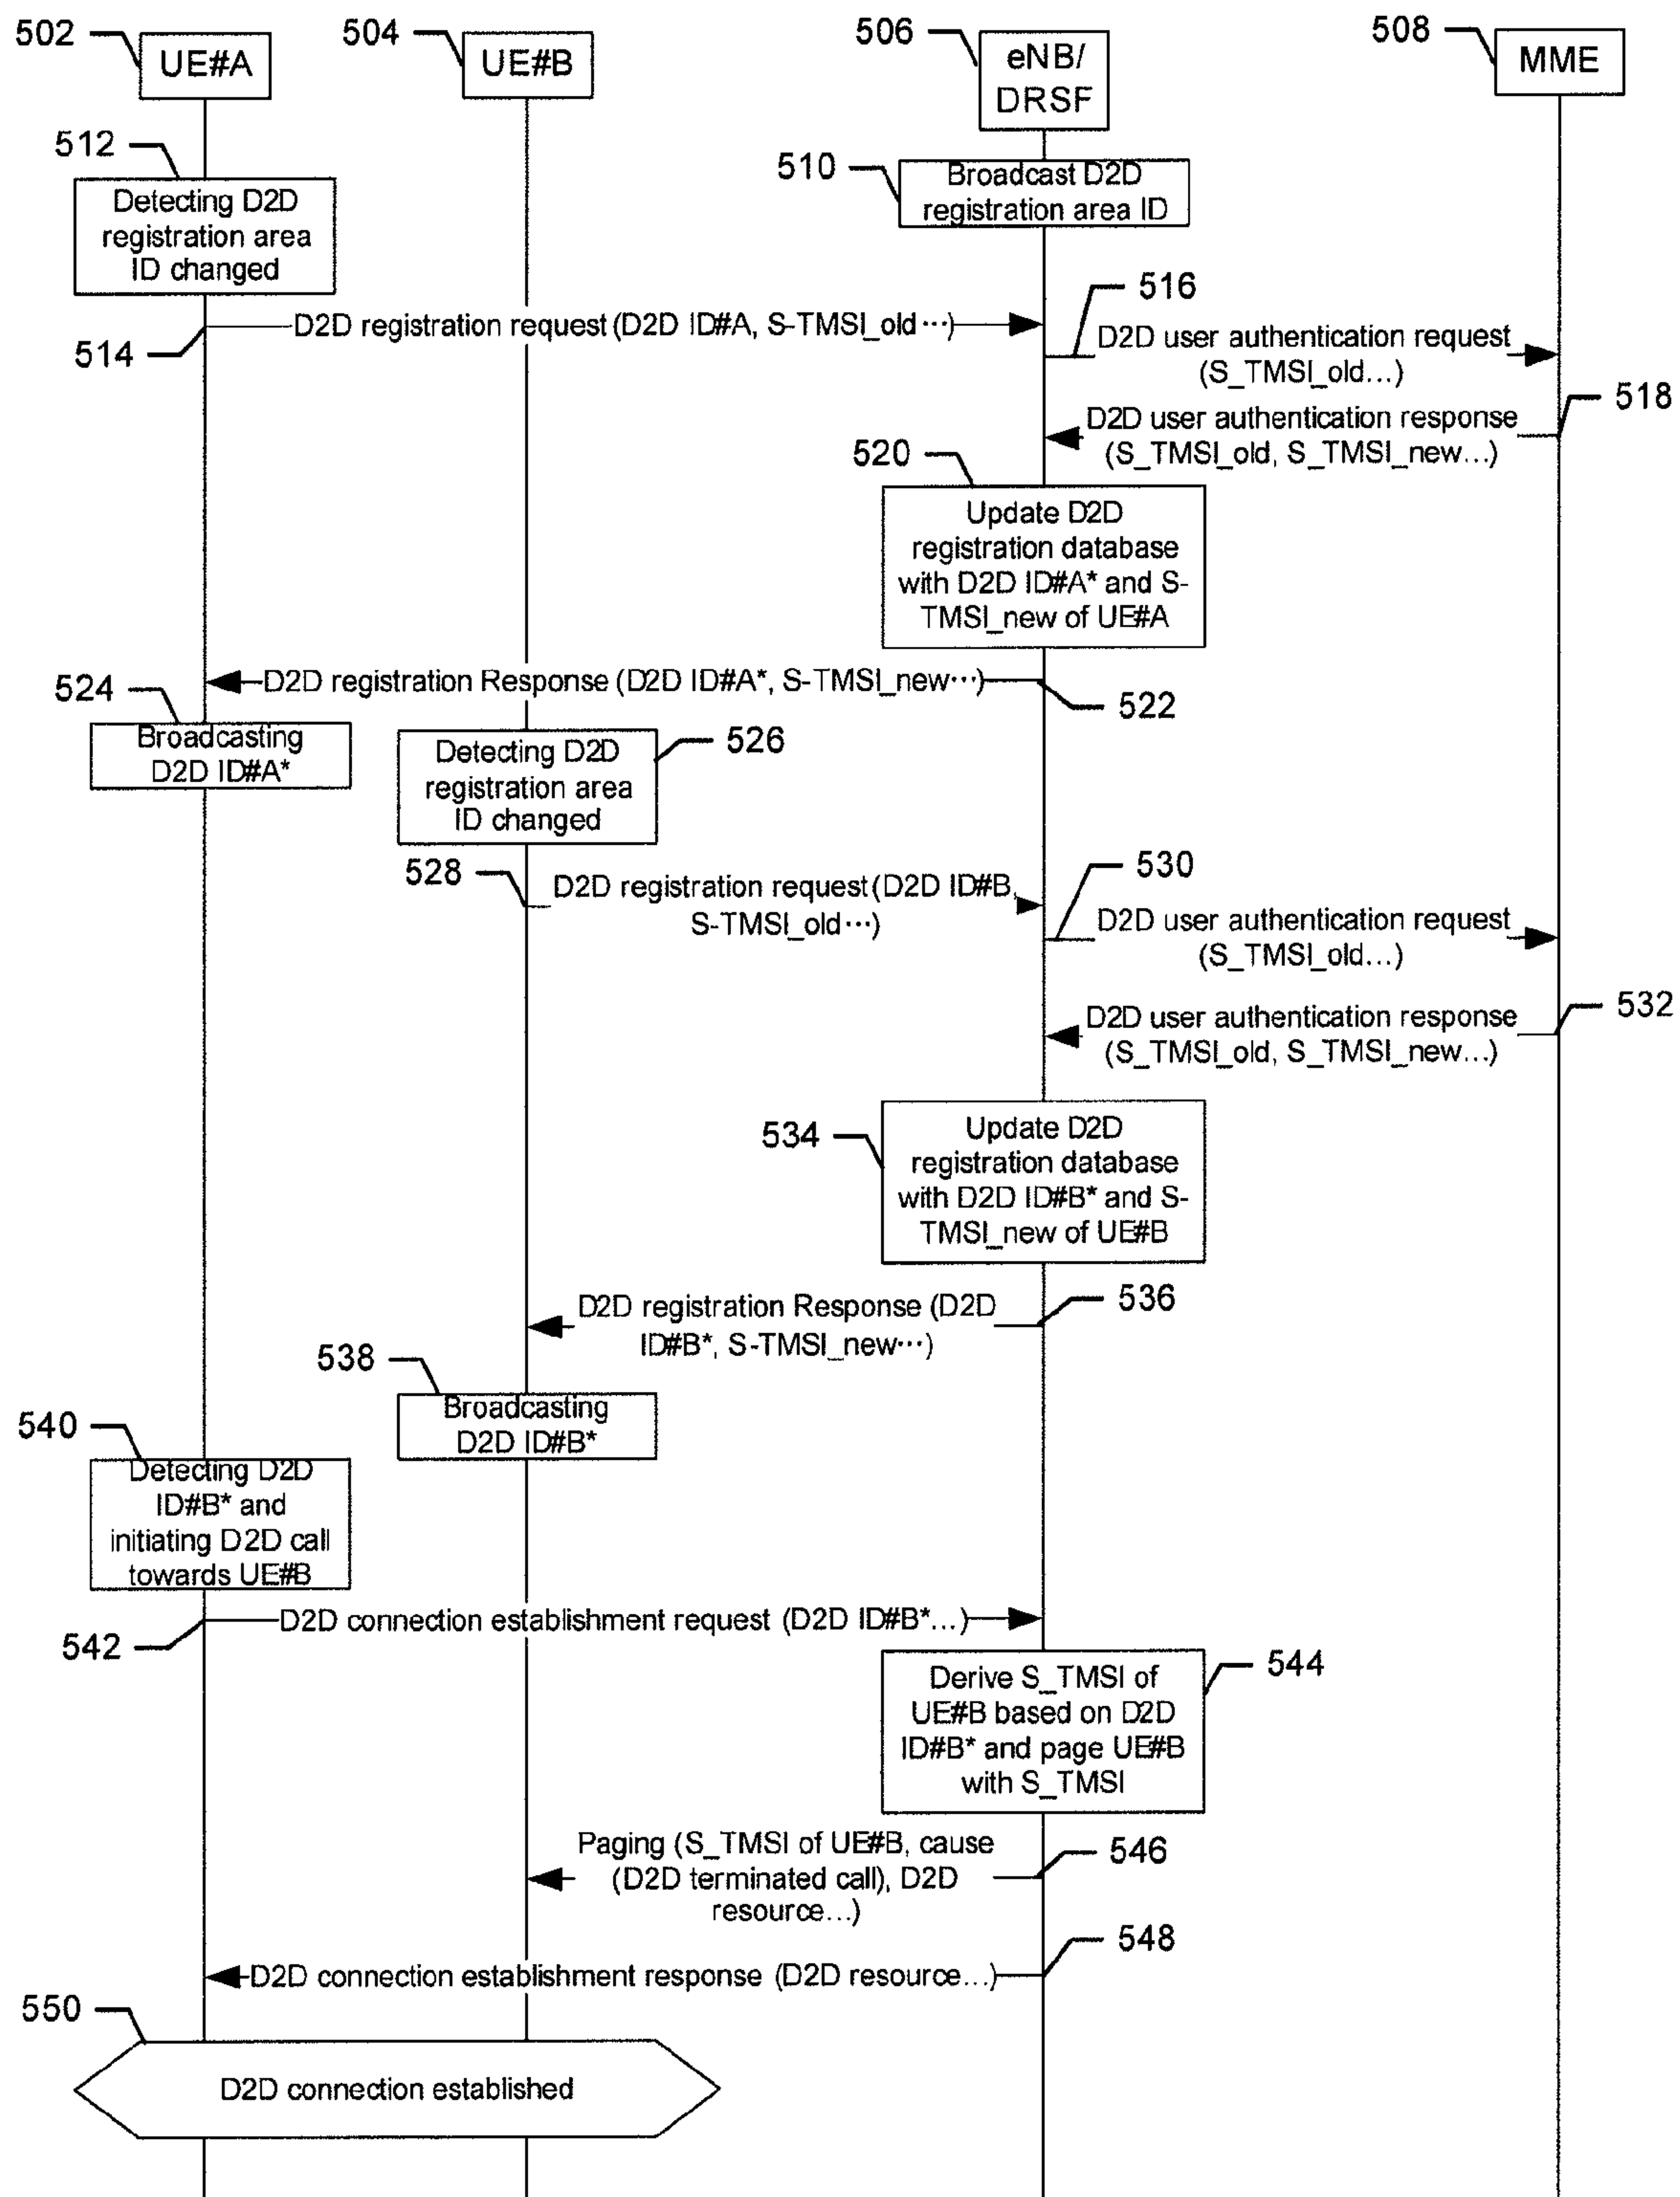 502
UE#A
504
UE#B
506
eNB/
DRSF
508
MME
510
Broadcast D2D
registration area ID
512
Detecting D2D
registration area
ID changed
514
D2D registration request (D2D ID#A, S-TMSI_old ···)
516
D2D user authentication request
(S_TMSI_old...)
518
D2D user authentication response
(S_TMSI_old, S_TMSI_new...)
520
Update D2D
registration database
with D2D ID#A* and S-
TMSI_new of UE#A
D2D registration Response (D2D ID#A*, S-TMSI_new···)
522
524
Broadcasting
D2D ID#A*
526
Detecting D2D
registration area
ID changed
528
D2D registration request (D2D ID#B,
S-TMSI_old ···)
530
D2D user authentication request
(S_TMSI_old...)
532
D2D user authentication response
(S_TMSI_old, S_TMSI_new...)
534
Update D2D
registration database
with D2D ID#B* and S-
TMSI_new of UE#B
536
D2D registration Response (D2D
ID#B*, S-TMSI_new···)
538
Broadcasting
D2D ID#B*
540
Detecting D2D
ID#B* and
initiating D2D call
towards UE#B
542
D2D connection establishment request (D2D ID#B*...)
544
Derive S_TMSI of
UE#B based on D2D
ID#B* and page UE#B
with S_TMSI
546
Paging (S_TMSI of UE#B, cause
(D2D terminated call), D2D
resource...)
548
D2D connection establishment response (D2D resource...)
550
D2D connection established